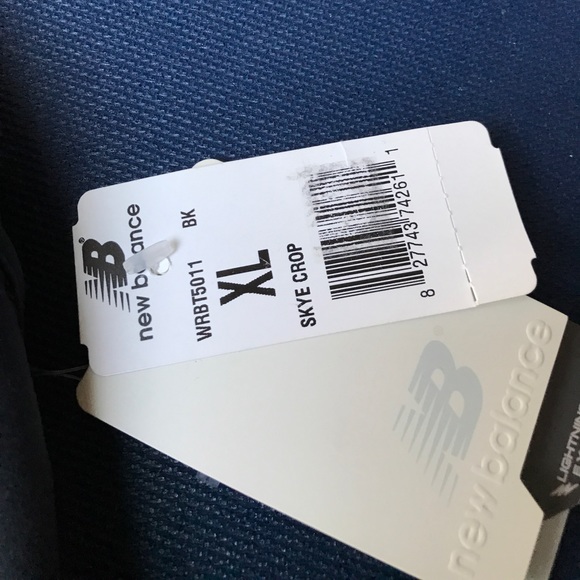 new balance
WRBT5011 BK
XL
SKYE CROP
8 27743 74261 1
new balance